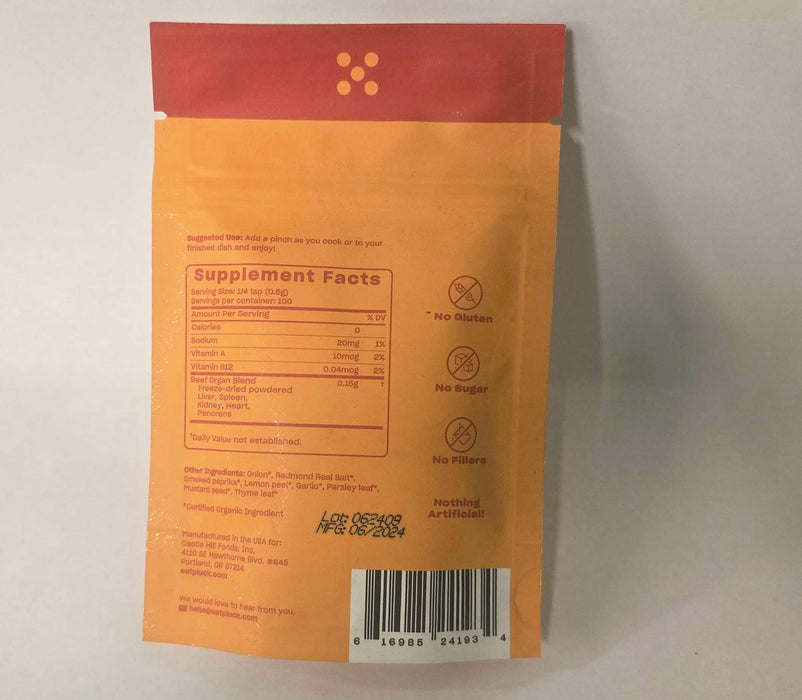 Suggested Use: Add a pinch as you cook or to your
finished dish and enjoy!
Supplement Facts
Serving Size: 1/4 tsp (0.5g)
Servings per container: 100
Amount Per Serving % DV
Calories 0
Sodium 20mg 1%
Vitamin A 10mcg 2%
Vitamin B12 0.04mcg 2%
Beef Organ Blend 0.15g †
Freeze-dried powdered
Liver, Spleen,
Kidney, Heart,
Pancreas
†Daily Value not established.
No Gluten
No Sugar
No Fillers
Nothing
Artificial!
Other Ingredients: Onion*, Redmond Real Salt*,
Smoked paprika*, Lemon peel*, Garlic*, Parsley leaf*,
Mustard seed*, Thyme leaf*
*Certified Organic Ingredient
Lot: 062409
MFG: 06/2024
Manufactured in the USA for:
Castle Hill Foods, Inc,
4110 SE Hawthorne Blvd. #645
Portland, OR 97214
eatpluck.com
We would love to hear from you.
hello@eatpluck.com
6 16985 24193 4